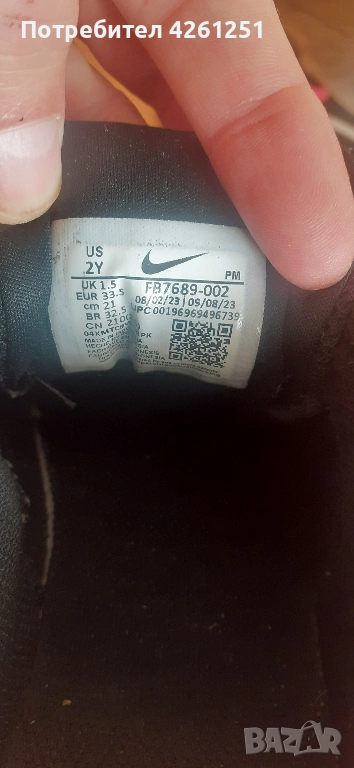 Потребител 4261251
US
2Y
PM
UK 1.5
EUR 33.5
cm 21
BR 32.5
CN 210
FB7689-002
08/02/23 | 09/08/23
UPC 00196969496739
BAZAR